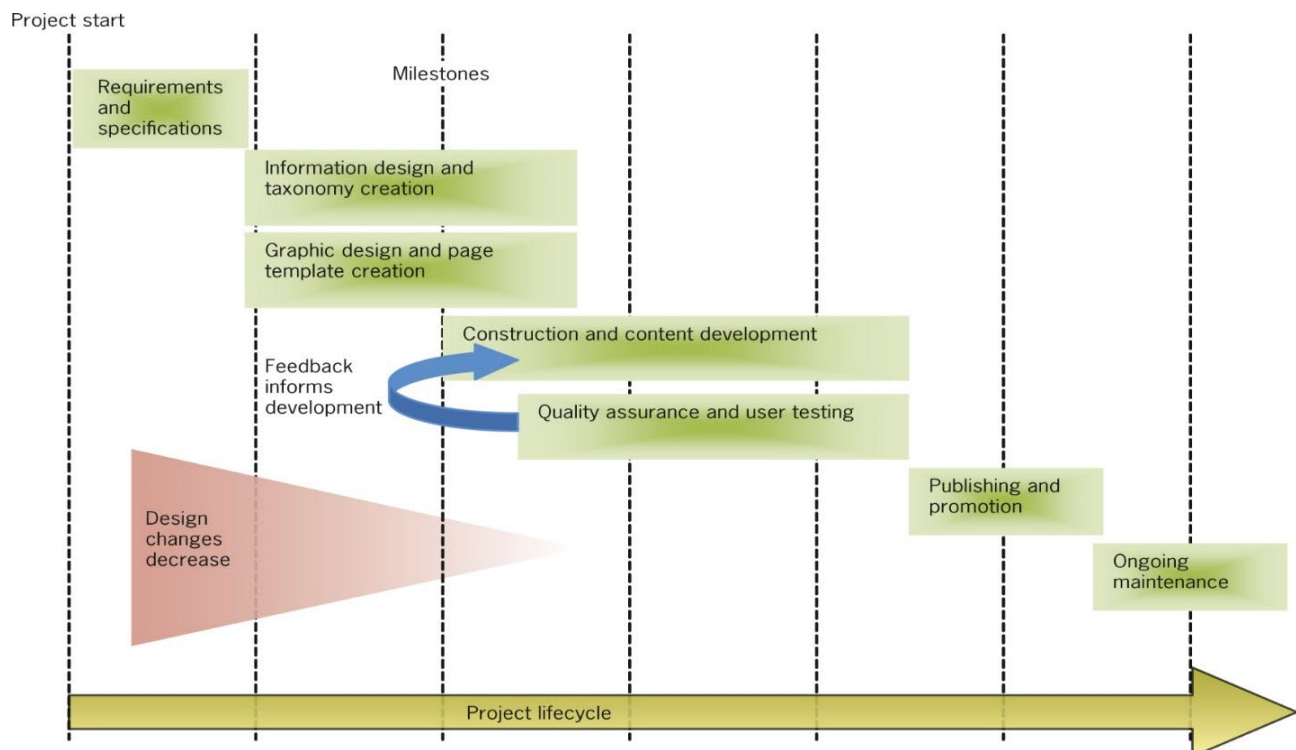 Project start
Milestones
Requirements
and
specifications
Information design and
taxonomy creation
Graphic design and page
template creation
Construction and content development
Feedback
informs
development
Quality assurance and user testing
Design
changes
decrease
Publishing and
promotion
Ongoing
maintenance
Project lifecycle